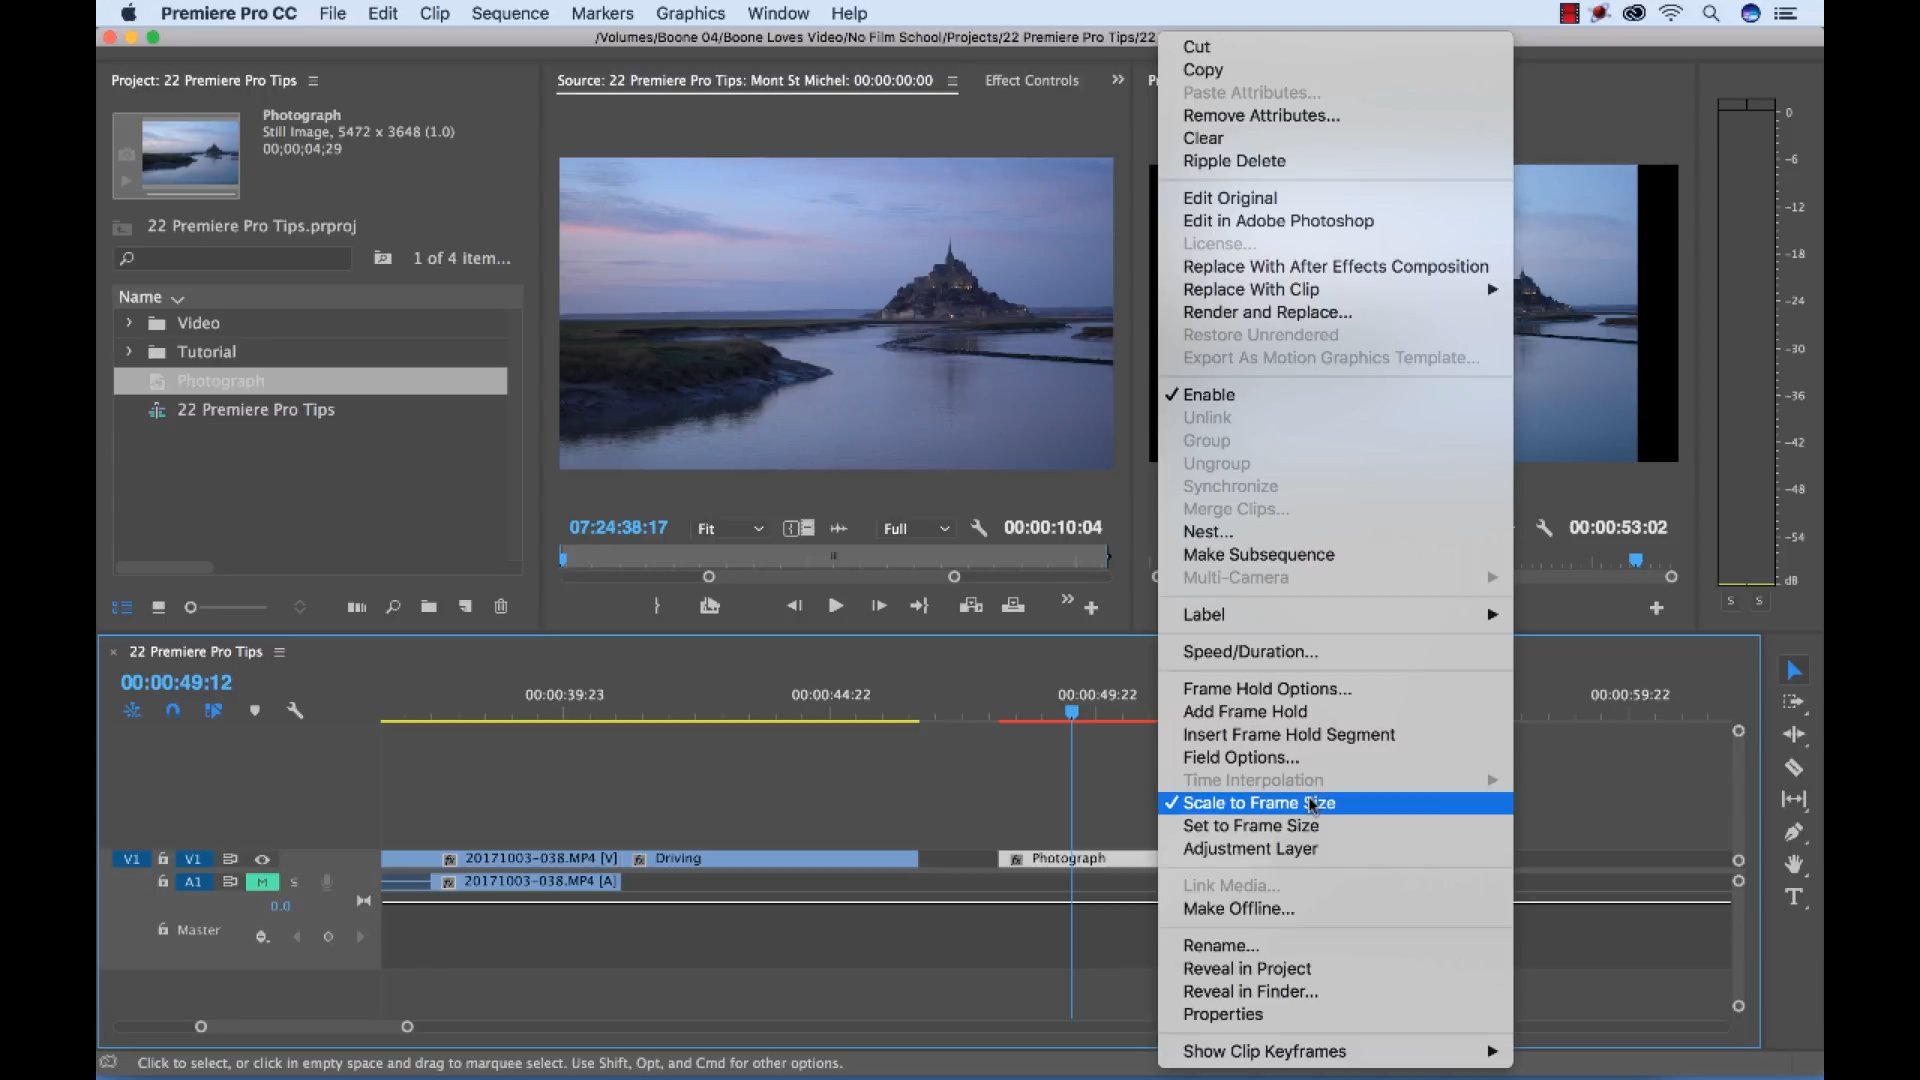 Premiere Pro CC File Edit Clip Sequence Markers Graphics Window Help
/Volumes/Boone 04/Boone Loves Video/No Film School/Projects/22 Premiere Pro Tips/22
Project: 22 Premiere Pro Tips
Photograph
Still Image, 5472 x 3648 (1.0)
00;00;04;29
22 Premiere Pro Tips.prproj
1 of 4 item...
Name
Video
Tutorial
Photograph
22 Premiere Pro Tips
Source: 22 Premiere Pro Tips: Mont St Michel: 00:00:00:00 Effect Controls
07:24:38:17 Fit Full 00:00:10:04
Cut
Copy
Paste Attributes...
Remove Attributes...
Clear
Ripple Delete
Edit Original
Edit in Adobe Photoshop
License...
Replace With After Effects Composition
Replace With Clip
Render and Replace...
Restore Unrendered
Export As Motion Graphics Template...
Enable
Unlink
Group
Ungroup
Synchronize
Merge Clips...
Nest...
Make Subsequence
Multi-Camera
Label
Speed/Duration...
Frame Hold Options...
Add Frame Hold
Insert Frame Hold Segment
Field Options...
Time Interpolation
Scale to Frame Size
Set to Frame Size
Adjustment Layer
Link Media...
Make Offline...
Rename...
Reveal in Project
Reveal in Finder...
Properties
Show Clip Keyframes
00:00:53:02
0
-6
-12
-18
-24
-30
-36
-42
-48
-54
dB
S S
22 Premiere Pro Tips
00:00:49:12
00:00:39:23 00:00:44:22 00:00:49:22 00:00:59:22
V1 V1 20171003-038.MP4 [V] Driving Photograph
A1 M S 20171003-038.MP4 [A]
0.0
Master
Click to select, or click in empty space and drag to marquee select. Use Shift, Opt, and Cmd for other options.